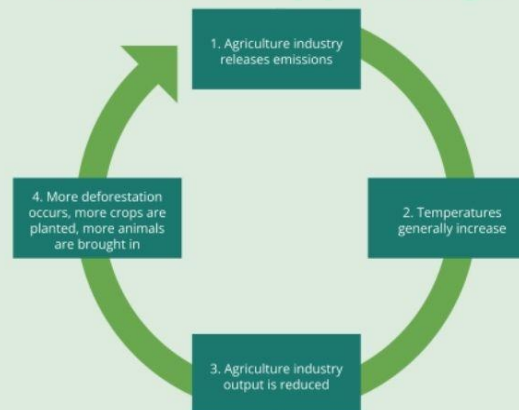 1. Agriculture industry
releases emissions
2. Temperatures
generally increase
3. Agriculture industry
output is reduced
4. More deforestation
occurs, more crops are
planted, more animals
are brought in